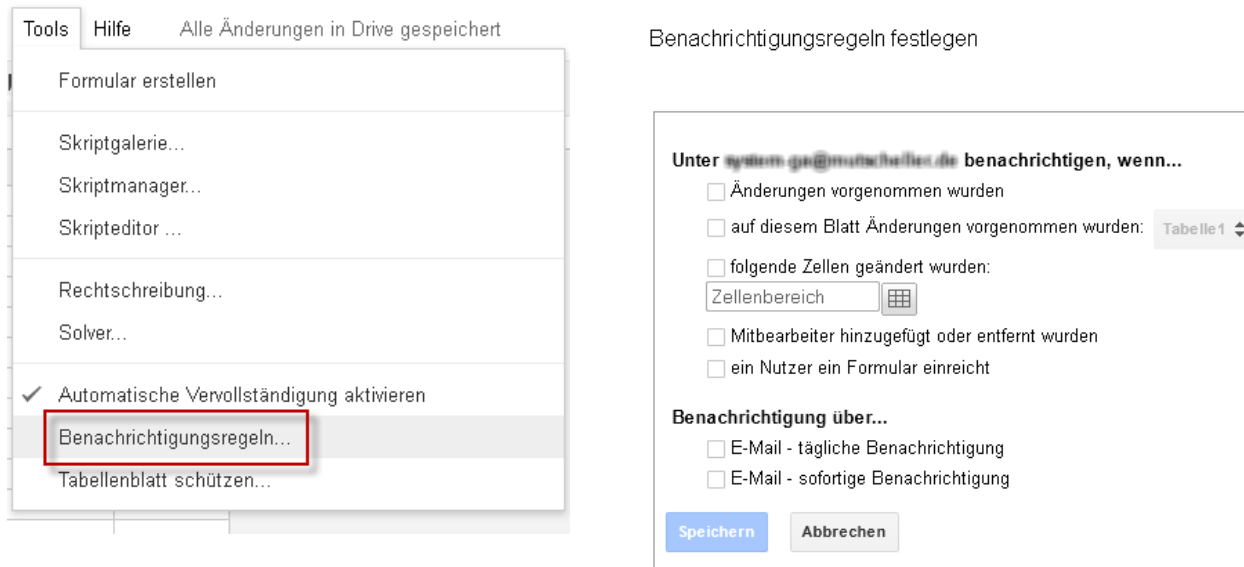 Tools Hilfe Alle Änderungen in Drive gespeichert
Formular erstellen
Skriptgalerie...
Skriptmanager...
Skripteditor ...
Rechtschreibung...
Solver...
Automatische Vervollständigung aktivieren
Benachrichtigungsregeln...
Tabellenblatt schützen...
Benachrichtigungsregeln festlegen
Unter benachrichtigen, wenn...
Änderungen vorgenommen wurden
auf diesem Blatt Änderungen vorgenommen wurden: Tabelle1
folgende Zellen geändert wurden:
Zellenbereich
Mitbearbeiter hinzugefügt oder entfernt wurden
ein Nutzer ein Formular einreicht
Benachrichtigung über...
E-Mail - tägliche Benachrichtigung
E-Mail - sofortige Benachrichtigung
Speichern Abbrechen